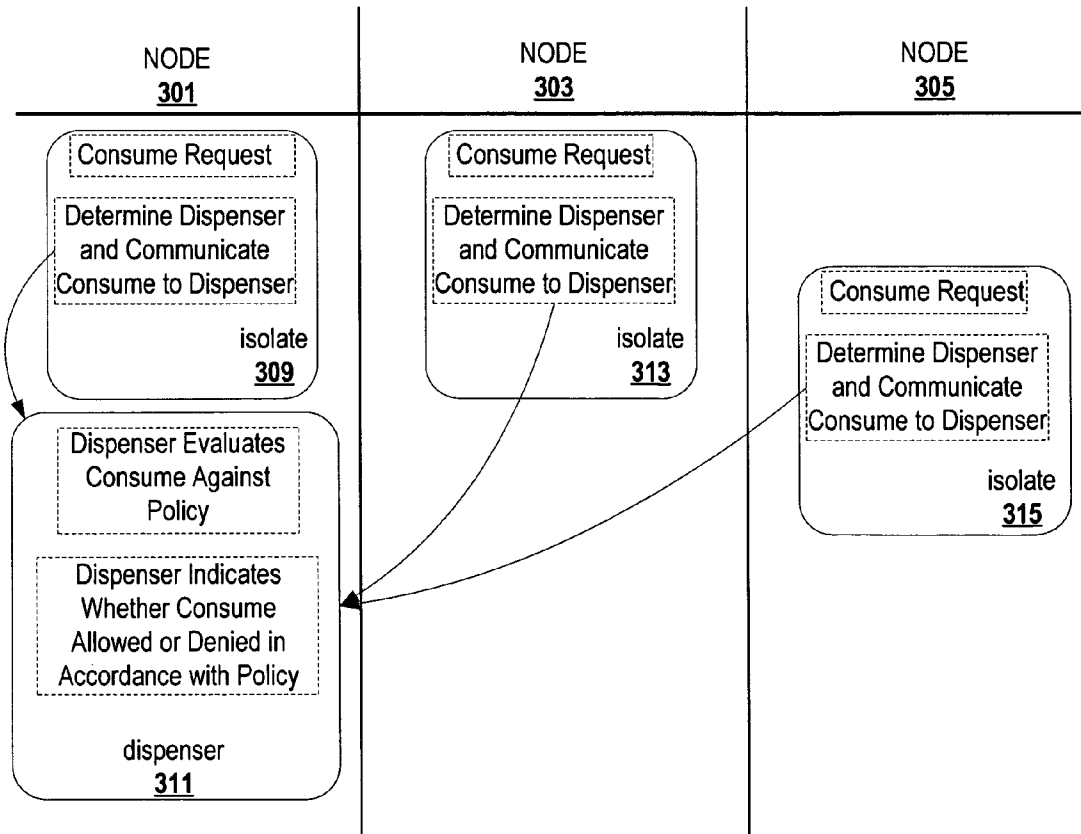 NODE
301
NODE
303
NODE
305
Consume Request
Determine Dispenser
and Communicate
Consume to Dispenser
isolate
309
Consume Request
Determine Dispenser
and Communicate
Consume to Dispenser
isolate
313
Consume Request
Determine Dispenser
and Communicate
Consume to Dispenser
isolate
315
Dispenser Evaluates
Consume Against
Policy
Dispenser Indicates
Whether Consume
Allowed or Denied in
Accordance with Policy
dispenser
311